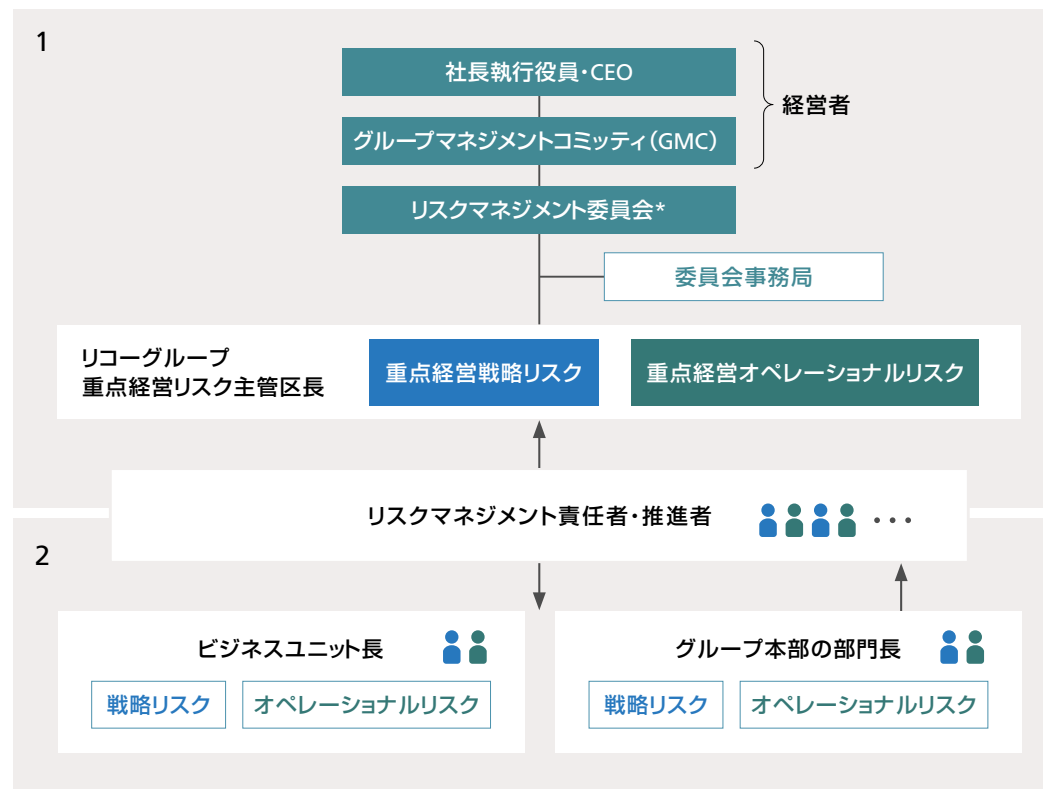 1
社長執行役員・CEO
経営者
グループマネジメントコミッティ（GMC）
リスクマネジメント委員会*
委員会事務局
リコーグループ
重点経営リスク主管区長
重点経営戦略リスク
重点経営オペレーショナルリスク
リスクマネジメント責任者・推進者
・・・
2
ビジネスユニット長
戦略リスク
オペレーショナルリスク
グループ本部の部門長
戦略リスク
オペレーショナルリスク